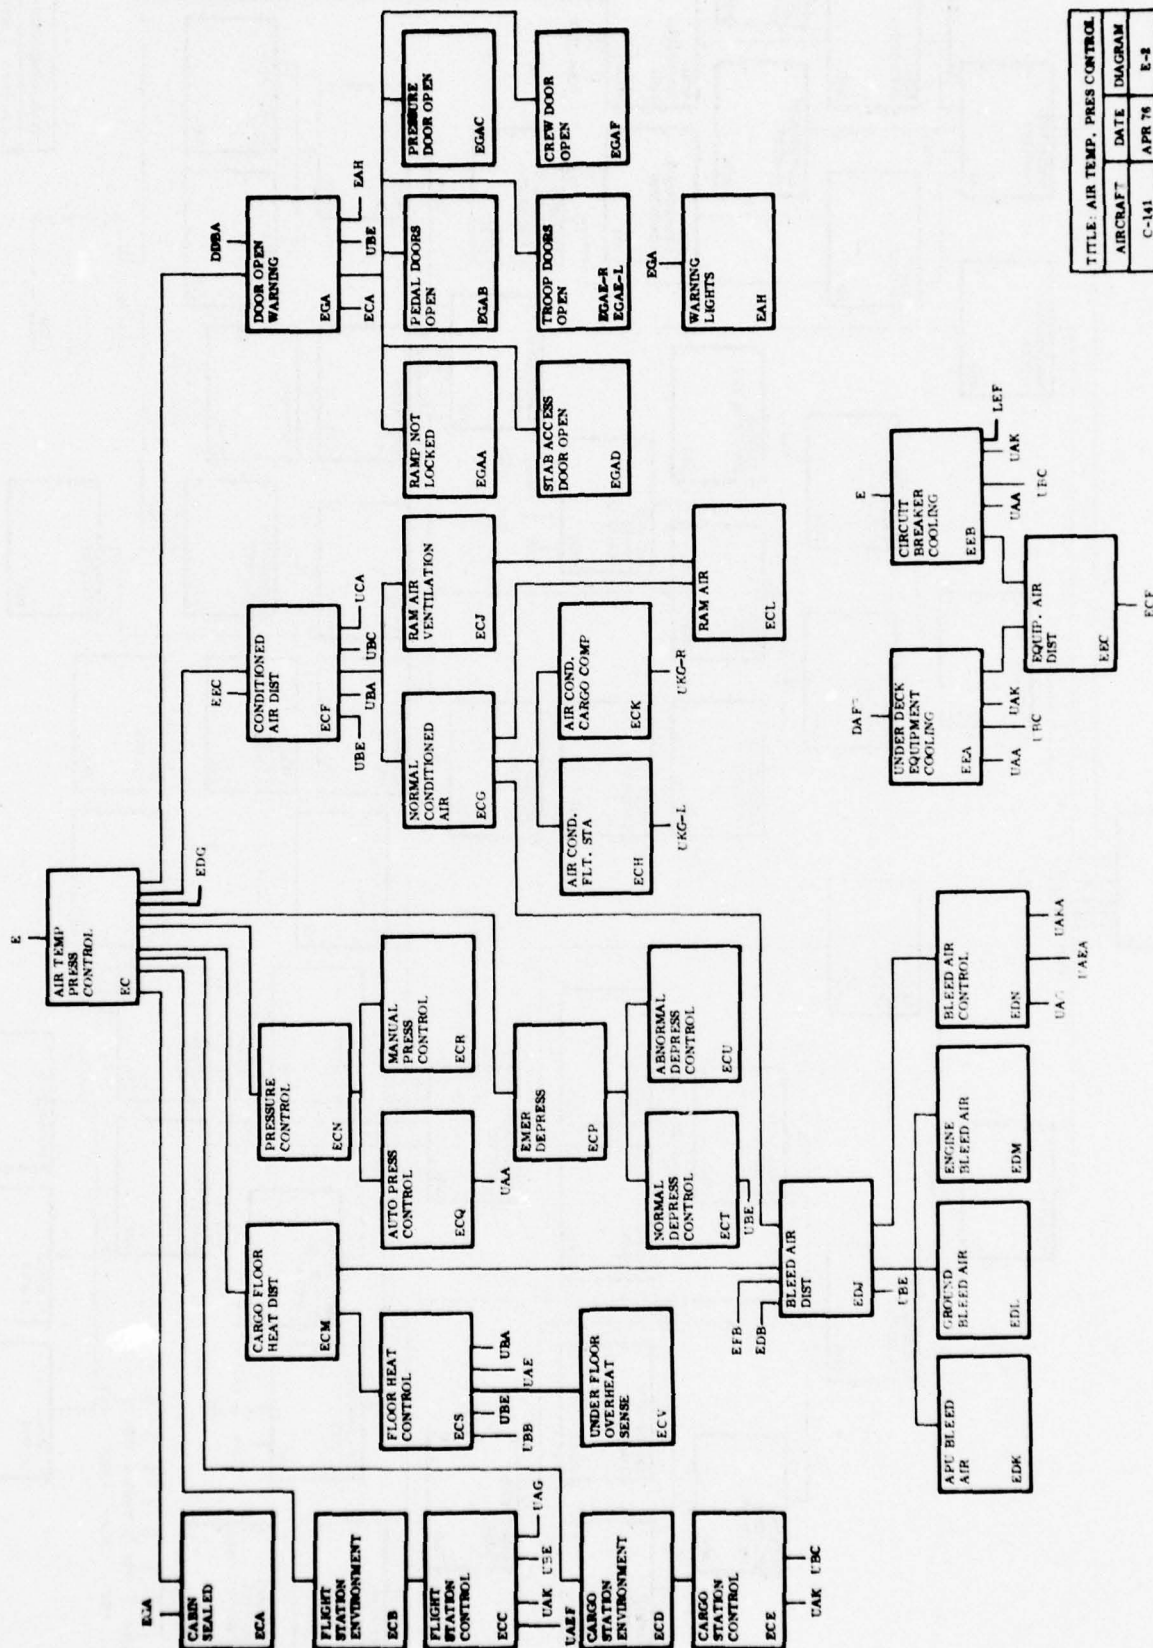 E
AIR TEMP
PRESS
CONTROL
EC
EDG
EGA
CABIN
SEALED
ECA
FLIGHT
STATION
ENVIRONMENT
ECB
FLIGHT
STATION
CONTROL
ECC
UAEF
UAK
UBE
UAG
CARGO
STATION
ENVIRONMENT
ECD
CARGO
STATION
CONTROL
ECE
UAK
UBC
CARGO FLOOR
HEAT DIST
ECM
FLOOR HEAT
CONTROL
ECS
UBB
UBE
UAE
UBA
UNDER FLOOR
OVERHEAT
SENSE
ECV
PRESSURE
CONTROL
ECN
AUTO PRESS
CONTROL
ECQ
UAA
MANUAL
PRESS
CONTROL
ECR
EMER
DEPRESS
ECP
NORMAL
DEPRESS
CONTROL
ECT
UBE
ABNORMAL
DEPRESS
CONTROL
ECU
EFB
EDB
BLEED AIR
DIST
EDJ
UBE
APU BLEED
AIR
EDK
GROUND
BLEED AIR
EDL
ENGINE
BLEED AIR
EDM
BLEED AIR
CONTROL
EDN
UAG
UAEA
EEC
CONDITIONED
AIR DIST
ECF
UBE
UBA
UBC
UCA
NORMAL
CONDITIONED
AIR
ECG
RAM AIR
VENTILATION
ECJ
AIR COND.
FLT. STA
ECH
UKG-L
AIR COND.
CARGO COMP
ECK
UKG-R
RAM AIR
ECL
DDBA
DOOR OPEN
WARNING
EGA
ECA
UBE
EAH
RAMP NOT
LOCKED
EGAA
PEDAL DOORS
OPEN
EGAB
PRESSURE
DOOR OPEN
EGAC
STAB ACCESS
DOOR OPEN
EGAD
TROOP DOORS
OPEN
EGAE-R
EGAE-L
CREW DOOR
OPEN
EGAF
EGA
WARNING
LIGHTS
EAH
UNDER DECK
EQUIPMENT
COOLING
EEA
UAA
UBC
UAK
E
CIRCUIT
BREAKER
COOLING
EEB
UAA
UBC
UAK
EQUIP. AIR
DIST
EEC
ECF
TITLE: AIR TEMP, PRES CONTROL
AIRCRAFT DATE DIAGRAM
C-141 APR 76 E-2